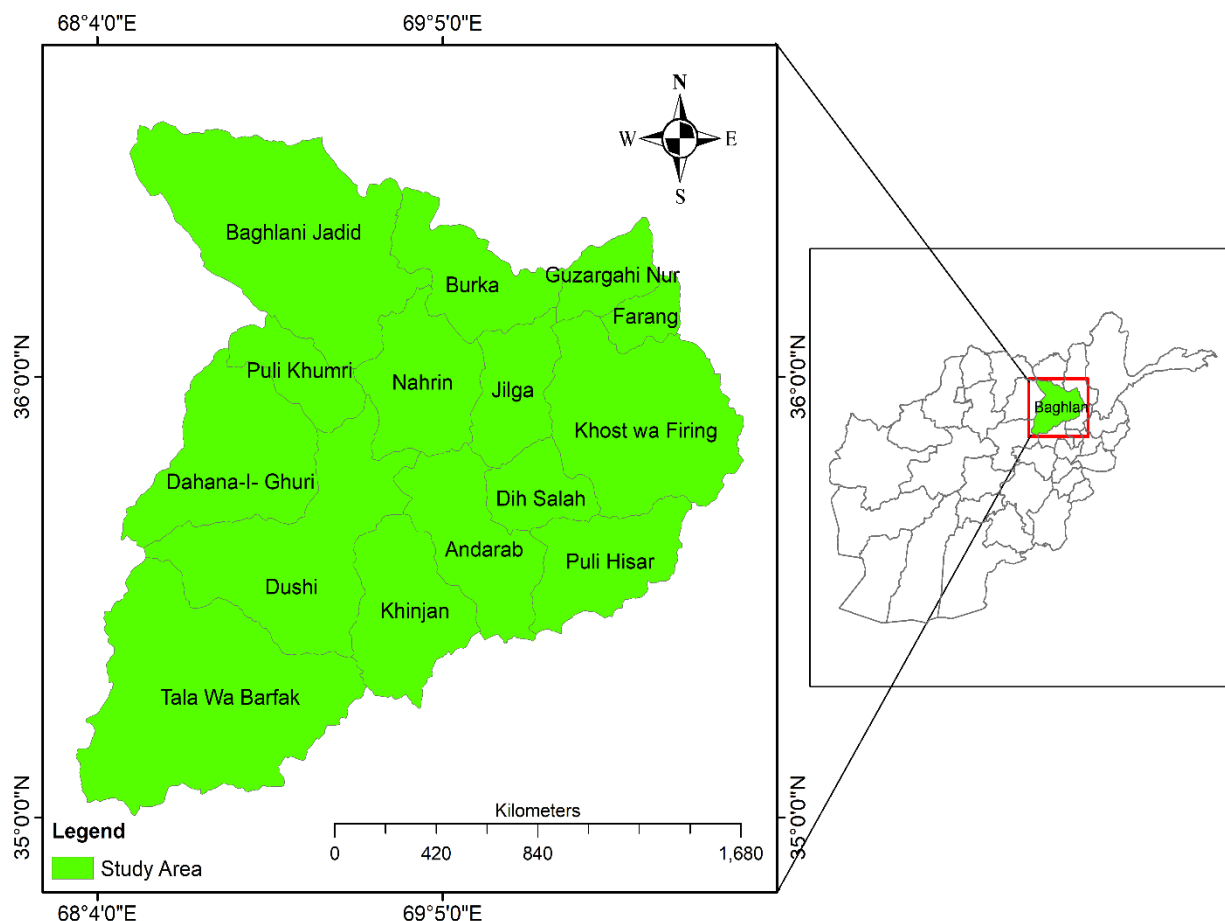 68°4'0"E
69°5'0"E
N
W
E
S
Baghlani Jadid
Burka
Guzargahi Nur
Farang
Puli Khumri
Nahrin
Jilga
Khost wa Firing
Dahana-I- Ghuri
Dih Salah
Andarab
Puli Hisar
Dushi
Khinjan
Tala Wa Barfak
36°0'0"N
36°0'0"N
Baghlan
35°0'0"N
35°0'0"N
Kilometers
0 420 840 1,680
Legend
Study Area
68°4'0"E
69°5'0"E